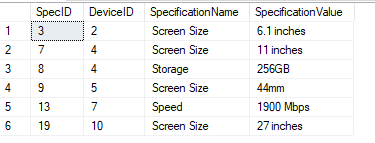 SpecID DeviceID SpecificationName SpecificationValue
1 3 2 Screen Size 6.1 inches
2 7 4 Screen Size 11 inches
3 8 4 Storage 256GB
4 9 5 Screen Size 44mm
5 13 7 Speed 1900 Mbps
6 19 10 Screen Size 27 inches